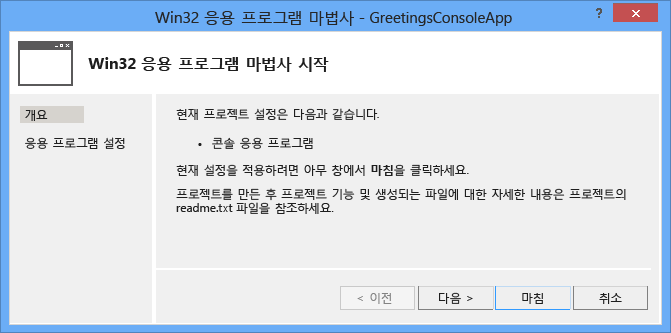 Win32 응용 프로그램 마법사 - GreetingsConsoleApp
Win32 응용 프로그램 마법사 시작
개요
응용 프로그램 설정
현재 프로젝트 설정은 다음과 같습니다.
• 콘솔 응용 프로그램
현재 설정을 적용하려면 아무 창에서 마침을 클릭하세요.
프로젝트를 만든 후 프로젝트 기능 및 생성되는 파일에 대한 자세한 내용은 프로젝트의
readme.txt 파일을 참조하세요.
< 이전
다음 >
마침
취소